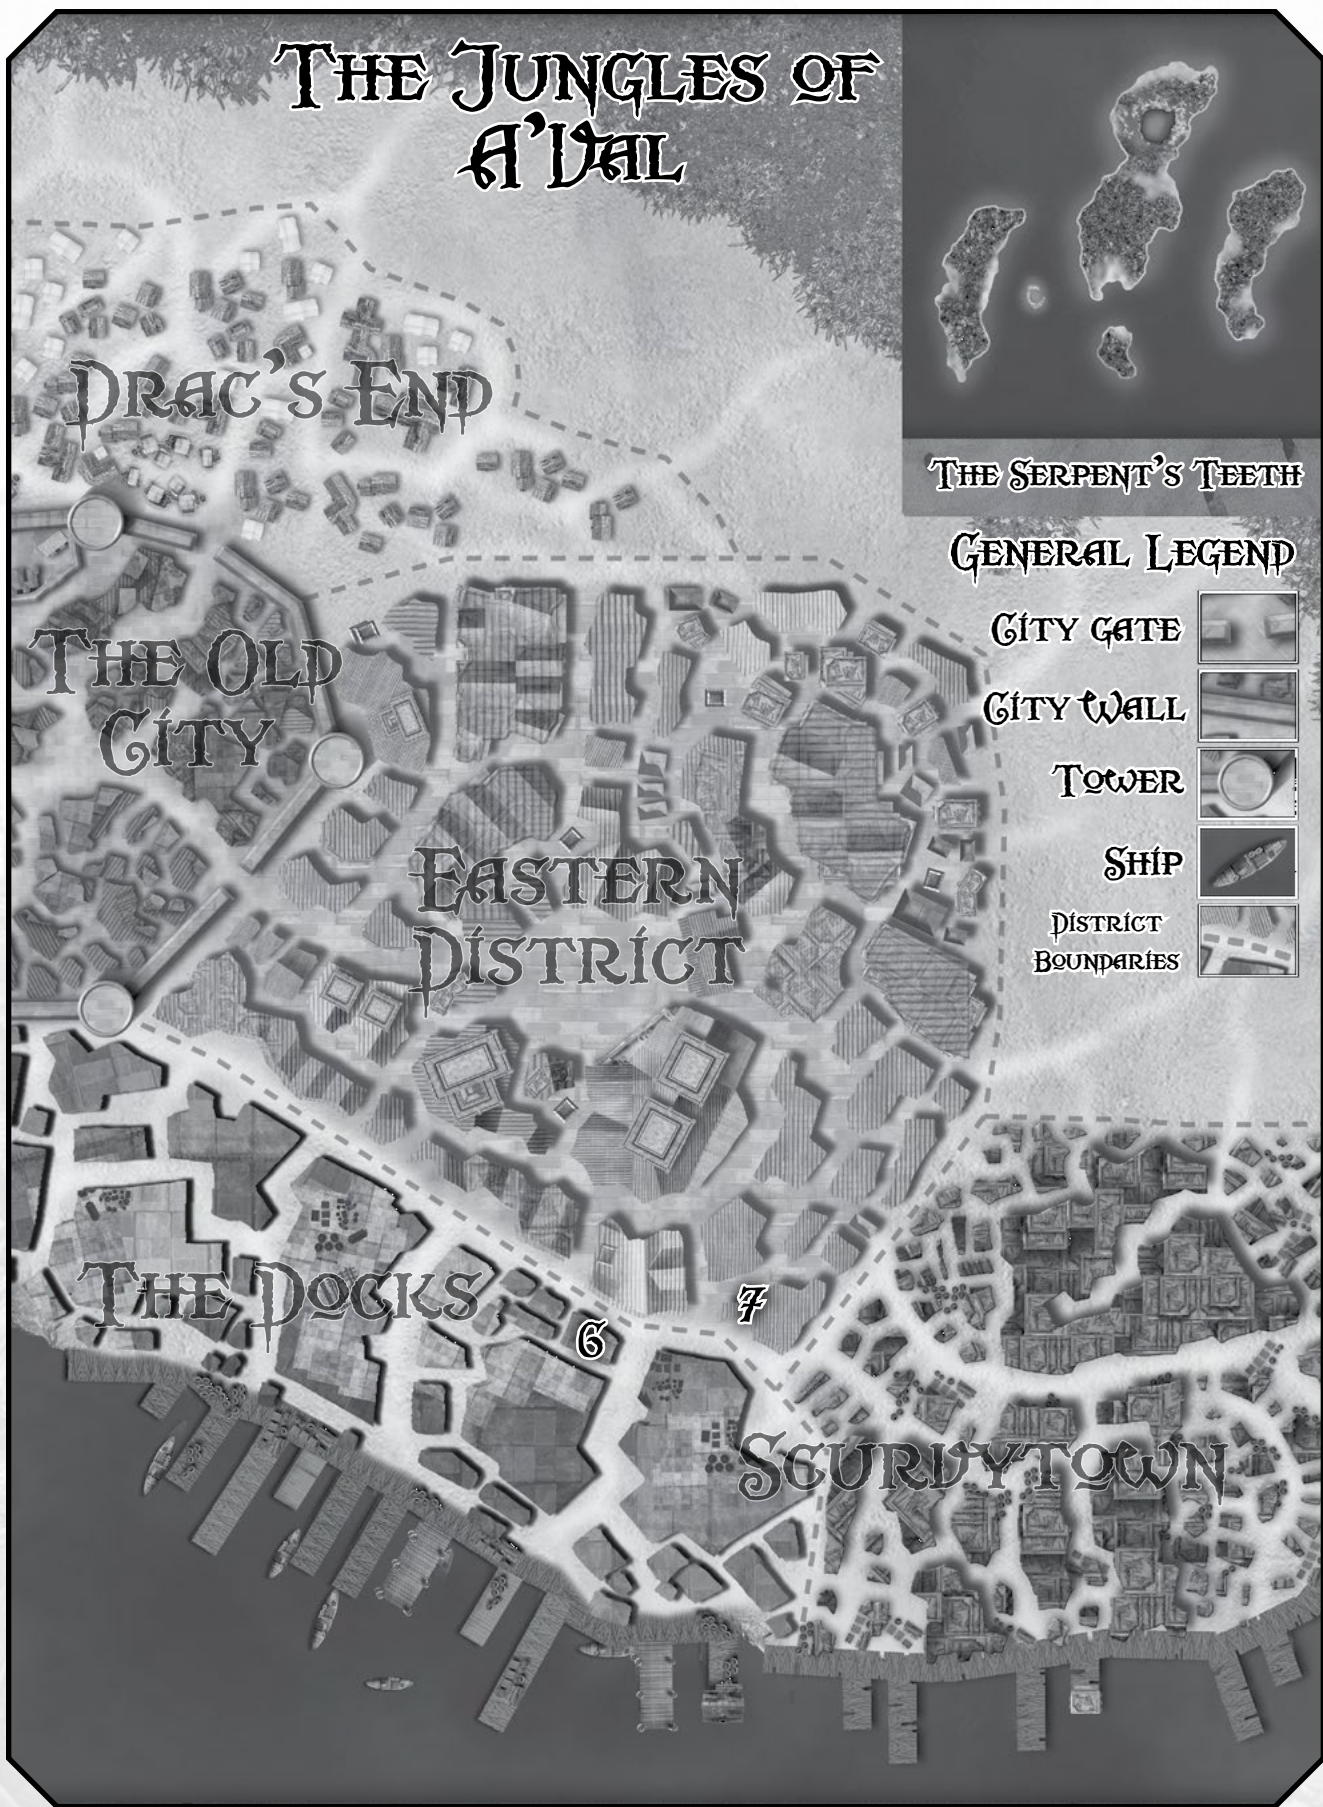 The Jungles of
A'Val
Drac's End
The Serpent's Teeth
General Legend
City Gate
City Wall
Tower
Ship
District
Boundaries
The Old
City
Eastern
District
The Docks
6
7
Scurvytown